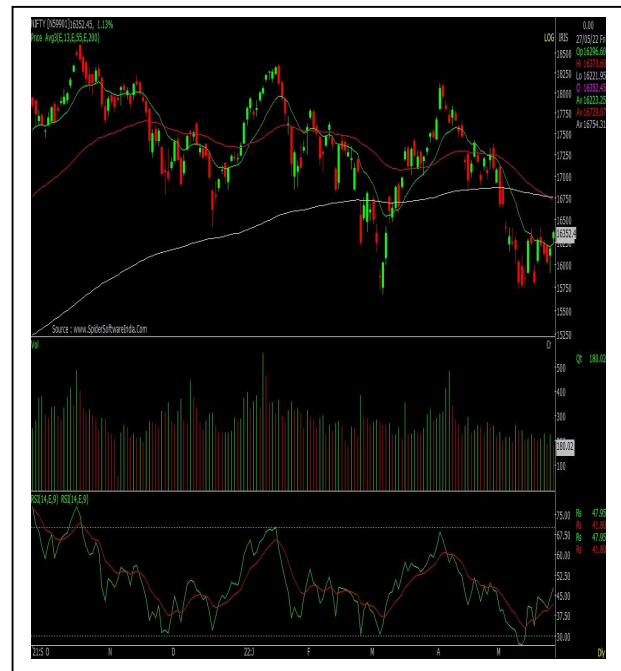 NIFTY [N59901]16352.45, 1.13%
Price Avg3(E,13,E,55,E,200)
LOG
IRIS
0.00
27/05/22 Fri
Op16296.60
Hi 16370.60
Lo 16221.95
Cl 16352.45
Av 16223.25
Av 16729.07
Av 16754.31
18500
18250
18000
17750
17500
17250
17000
16750
16500
16352.4
16250
16000
15750
15500
15250
Source : www.SpiderSoftwareIndia.Com
Vol
Cr
Qt 180.02
500
400
300
200
180.02
100
RSI(14,E,9) RSI(14,E,9)
75.00
67.50
60.00
52.50
45.00
37.50
30.00
Rs 47.95
Rs 41.80
Rs 47.95
Rs 41.80
21:S O N D 22:J F M A M
Dly